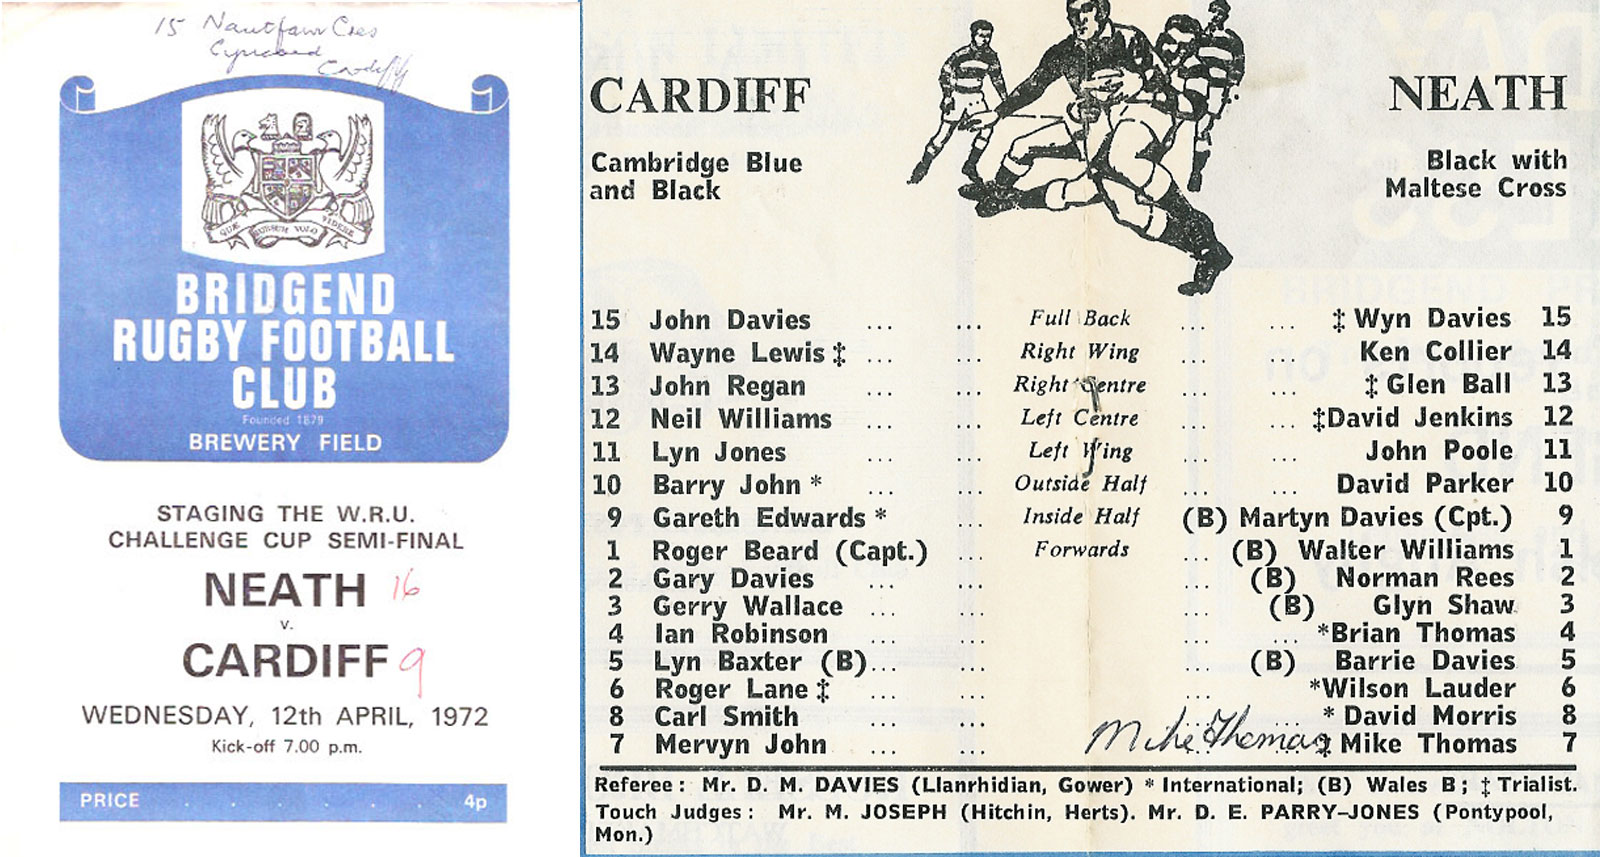 15 Nantfawr Cres
Cyncoed
Cardiff
QUÆ RURSUM VOLO VIDERE
BRIDGEND
RUGBY FOOTBALL
CLUB
Founded 1879
BREWERY FIELD
STAGING THE W.R.U.
CHALLENGE CUP SEMI-FINAL
NEATH 16
v.
CARDIFF 9
WEDNESDAY, 12th APRIL, 1972
Kick-off 7.00 p.m.
PRICE . . . . . . 4p
CARDIFF NEATH
Cambridge Blue
and Black
Black with
Maltese Cross
15 John Davies ... ... Full Back ... ... ‡ Wyn Davies 15
14 Wayne Lewis ‡ ... ... Right Wing ... ... Ken Collier 14
13 John Regan ... ... Right Centre ... ... ‡ Glen Ball 13
12 Neil Williams ... ... Left Centre ... ... ‡David Jenkins 12
11 Lyn Jones ... ... Left Wing ... ... John Poole 11
10 Barry John * ... ... Outside Half ... ... David Parker 10
9 Gareth Edwards * ... Inside Half (B) Martyn Davies (Cpt.) 9
1 Roger Beard (Capt.) ... Forwards ... (B) Walter Williams 1
2 Gary Davies ... ... ... (B) Norman Rees 2
3 Gerry Wallace ... ... ... (B) Glyn Shaw 3
4 Ian Robinson ... ... ... ... *Brian Thomas 4
5 Lyn Baxter (B)... ... ... (B) Barrie Davies 5
6 Roger Lane ‡ ... ... ... *Wilson Lauder 6
8 Carl Smith ... ... ... ... * David Morris 8
7 Mervyn John ... ... Mike Thomas ... ‡ Mike Thomas 7
Referee : Mr. D. M. DAVIES (Llanrhidian, Gower) * International; (B) Wales B ; ‡ Trialist.
Touch Judges : Mr. M. JOSEPH (Hitchin, Herts). Mr. D. E. PARRY-JONES (Pontypool,
Mon.)